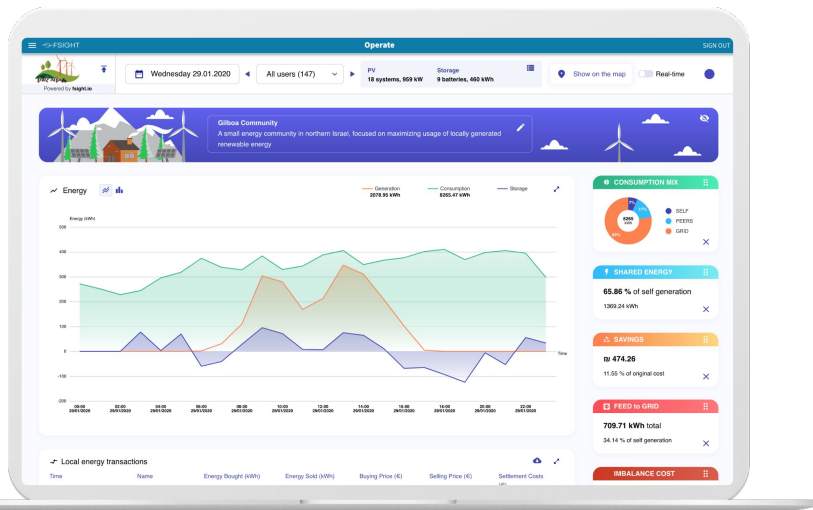 FSIGHT
Operate
SIGN OUT
Powered by fsight.io
Wednesday 29.01.2020
All users (147)
PV
18 systems, 959 kW
Storage
9 batteries, 460 kWh
Show on the map
Real-time
Gilboa Community
A small energy community in northern Israel, focused on maximizing usage of locally generated
renewable energy
Energy
Generation
2078.95 kWh
Consumption
8265.47 kWh
Storage
Energy (kWh)
500
400
300
200
100
0
-100
-200
Time
00:00
29/01/2020
02:00
29/01/2020
04:00
29/01/2020
06:00
29/01/2020
08:00
29/01/2020
10:00
29/01/2020
12:00
29/01/2020
14:00
29/01/2020
16:00
29/01/2020
18:00
29/01/2020
20:00
29/01/2020
22:00
29/01/2020
CONSUMPTION MIX
8265
kWh
SELF
PEERS
GRID
SHARED ENERGY
65.86 % of self generation
1369.24 kWh
SAVINGS
₪ 474.26
11.55 % of original cost
FEED to GRID
709.71 kWh total
34.14 % of self generation
IMBALANCE COST
Local energy transactions
Time
Name
Energy Bought (kWh)
Energy Sold (kWh)
Buying Price (€)
Selling Price (€)
Settlement Costs